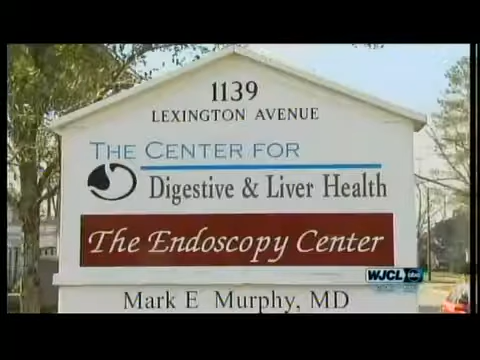 1139
LEXINGTON AVENUE
THE CENTER FOR
Digestive & Liver Health
The Endoscopy Center
WJCL
Mark E Murphy, MD